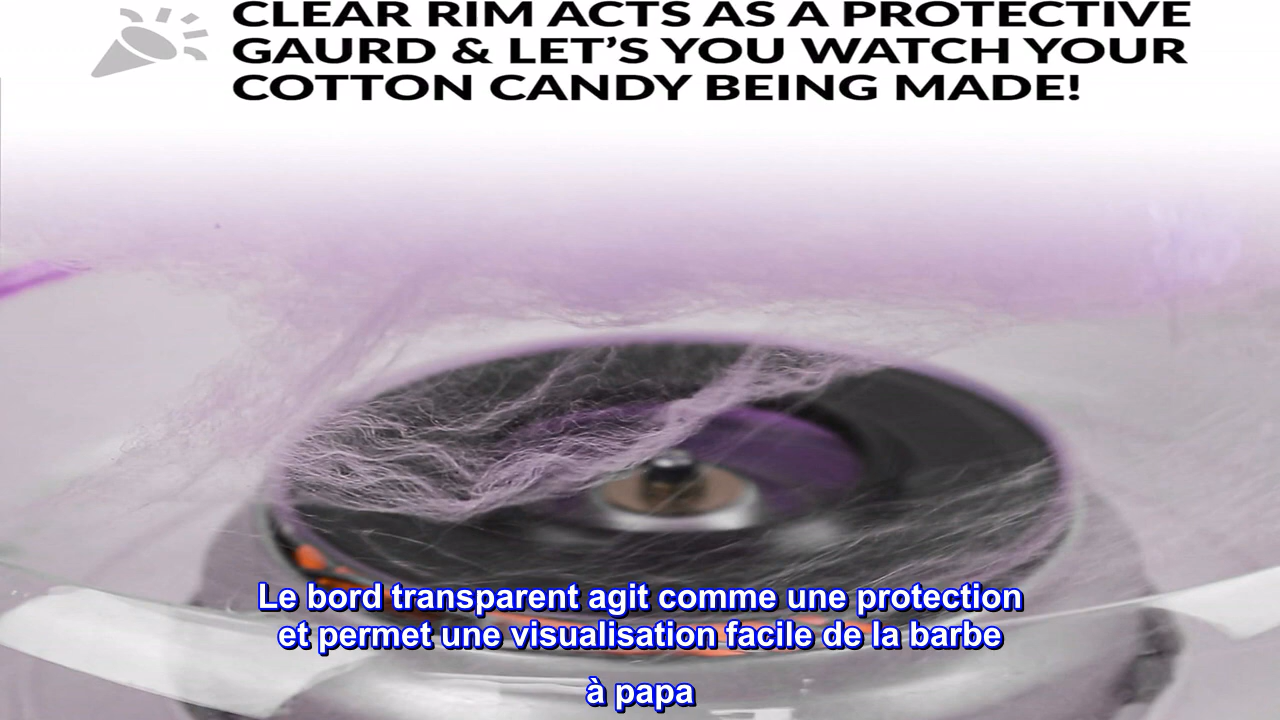 CLEAR RIM ACTS AS A PROTECTIVE
GAURD & LET'S YOU WATCH YOUR
COTTON CANDY BEING MADE!
Le bord transparent agit comme une protection
et permet une visualisation facile de la barbe
à papa